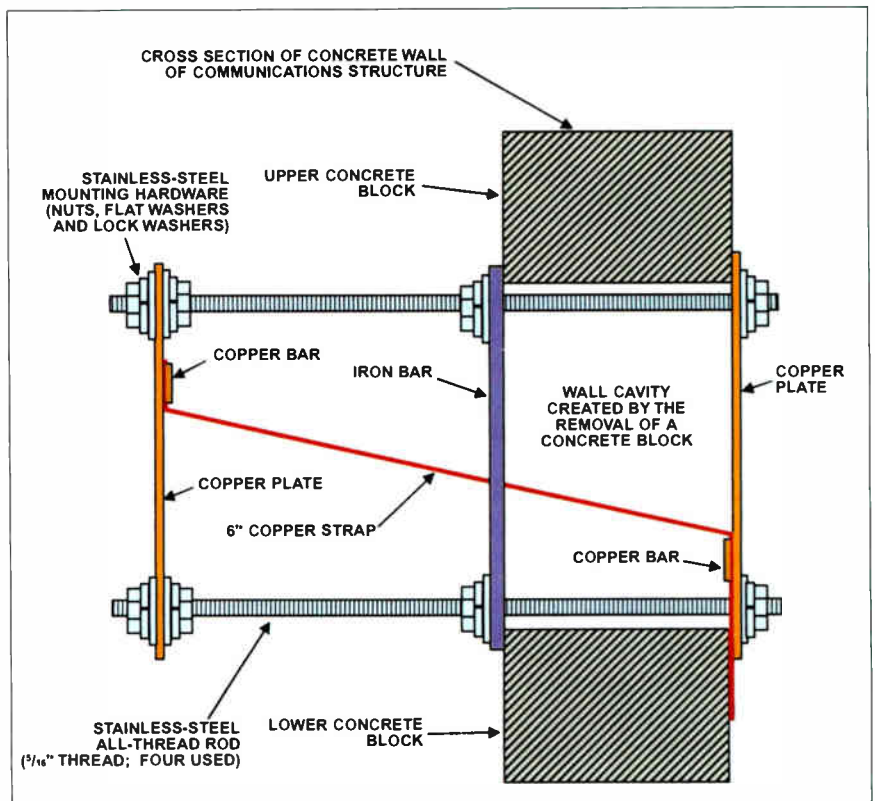 CROSS SECTION OF CONCRETE WALL
OF COMMUNICATIONS STRUCTURE
STAINLESS-STEEL
MOUNTING HARDWARE
(NUTS, FLAT WASHERS
AND LOCK WASHERS)
UPPER CONCRETE
BLOCK
COPPER BAR
IRON BAR
WALL CAVITY
CREATED BY THE
REMOVAL OF A
CONCRETE BLOCK
COPPER
PLATE
COPPER PLATE
6" COPPER STRAP
COPPER BAR
STAINLESS-STEEL
ALL-THREAD ROD
(5/16" THREAD; FOUR USED)
LOWER CONCRETE
BLOCK